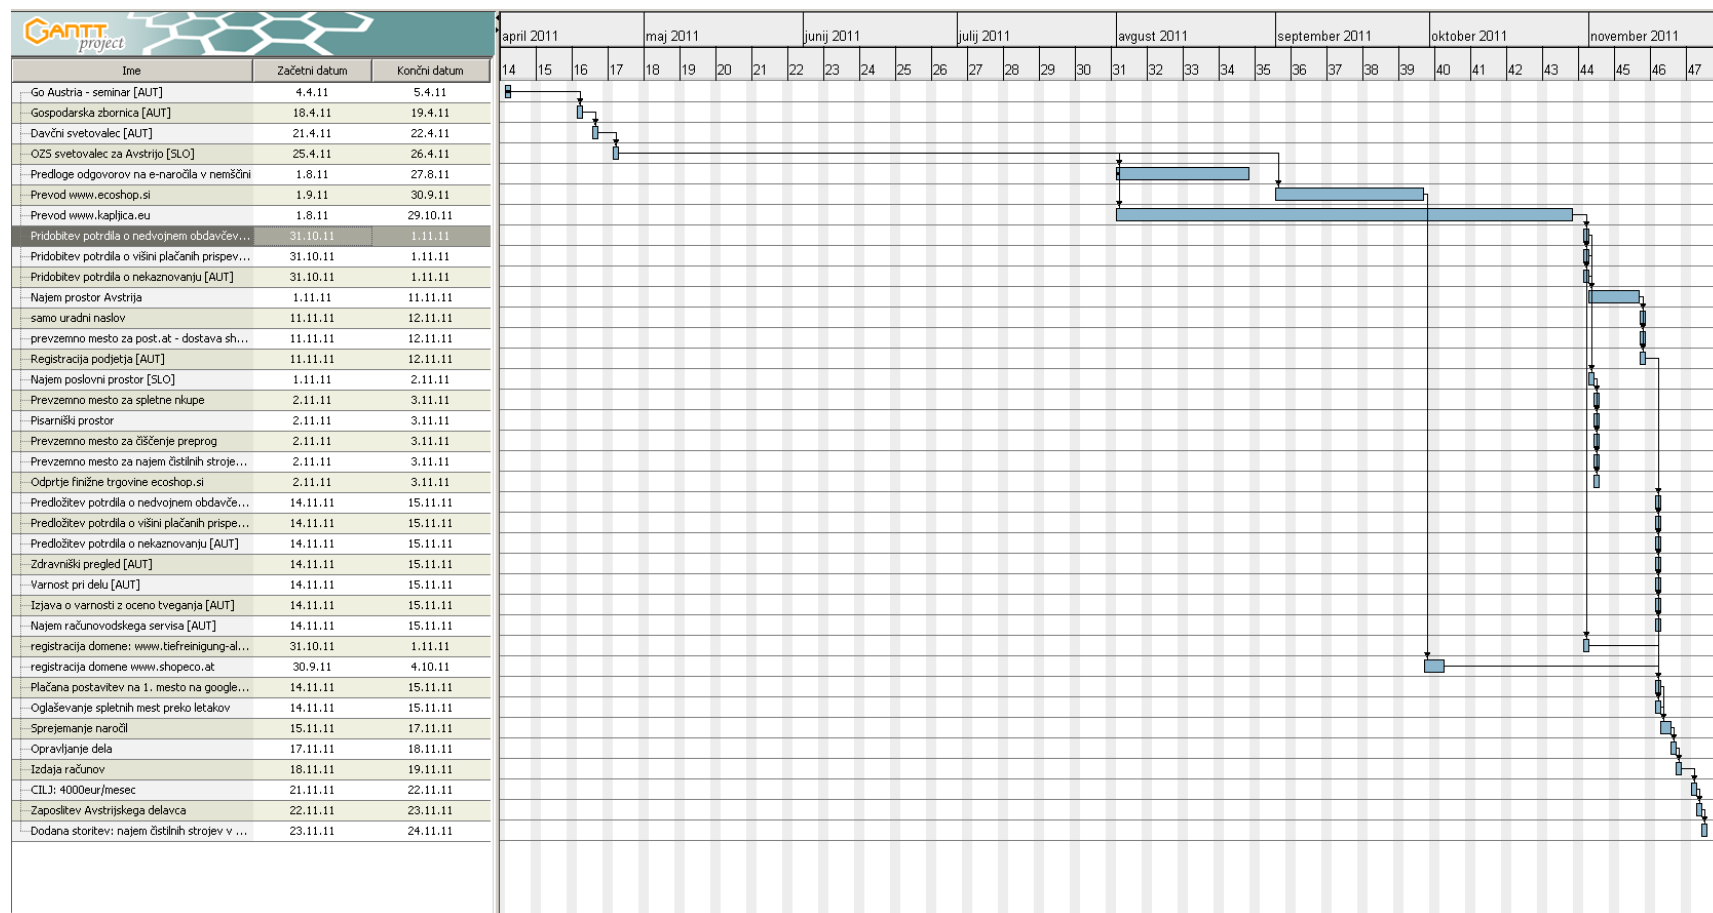 GANTT
project
april 2011 maj 2011 junij 2011 julij 2011 avgust 2011 september 2011 oktober 2011 november 2011
Ime Začetni datum Končni datum
14 15 16 17 18 19 20 21 22 23 24 25 26 27 28 29 30 31 32 33 34 35 36 37 38 39 40 41 42 43 44 45 46 47
Go Austria - seminar [AUT] 4.4.11 5.4.11
Gospodarska zbornica [AUT] 18.4.11 19.4.11
Davčni svetovalec [AUT] 21.4.11 22.4.11
OZS svetovalec za Avstrijo [SLO] 25.4.11 26.4.11
Predloge odgovorov na e-naročila v nemščini 1.8.11 27.8.11
Prevod www.ecoshop.si 1.9.11 30.9.11
Prevod www.kapljica.eu 1.8.11 29.10.11
Pridobitev potrdila o nedvojnem obdavčev... 31.10.11 1.11.11
Pridobitev potrdila o višini plačanih prispev... 31.10.11 1.11.11
Pridobitev potrdila o nekaznovanju [AUT] 31.10.11 1.11.11
Najem prostor Avstrija 1.11.11 11.11.11
samo uradni naslov 11.11.11 12.11.11
prevzemno mesto za post.at - dostava sh... 11.11.11 12.11.11
Registracija podjetja [AUT] 11.11.11 12.11.11
Najem poslovni prostor [SLO] 1.11.11 2.11.11
Prevzemno mesto za spletne nkupe 2.11.11 3.11.11
Pisarniški prostor 2.11.11 3.11.11
Prevzemno mesto za čiščenje preprog 2.11.11 3.11.11
Prevzemno mesto za najem čistilnih stroje... 2.11.11 3.11.11
Odprtje finižne trgovine ecoshop.si 2.11.11 3.11.11
Predložitev potrdila o nedvojnem obdavče... 14.11.11 15.11.11
Predložitev potrdila o višini plačanih prispe... 14.11.11 15.11.11
Predložitev potrdila o nekaznovanju [AUT] 14.11.11 15.11.11
Zdravniški pregled [AUT] 14.11.11 15.11.11
Varnost pri delu [AUT] 14.11.11 15.11.11
Izjava o varnosti z oceno tveganja [AUT] 14.11.11 15.11.11
Najem računovodskega servisa [AUT] 14.11.11 15.11.11
registracija domene: www.tiefreinigung-al... 31.10.11 1.11.11
registracija domene www.shopeco.at 30.9.11 4.10.11
Plačana postavitev na 1. mesto na google... 14.11.11 15.11.11
Oglaševanje spletnih mest preko letakov 14.11.11 15.11.11
Sprejemanje naročil 15.11.11 17.11.11
Opravljanje dela 17.11.11 18.11.11
Izdaja računov 18.11.11 19.11.11
CILJ: 4000eur/mesec 21.11.11 22.11.11
Zaposlitev Avstrijskega delavca 22.11.11 23.11.11
Dodana storitev: najem čistilnih strojev v ... 23.11.11 24.11.11